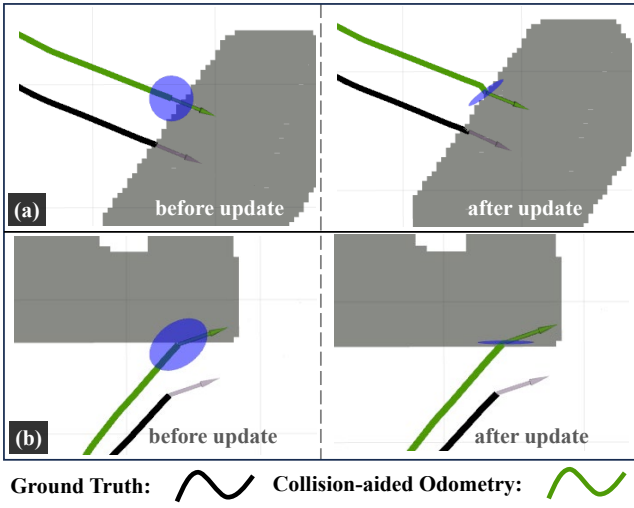 (a)
before update
after update
(b)
before update
after update
Ground Truth:
Collision-aided Odometry: